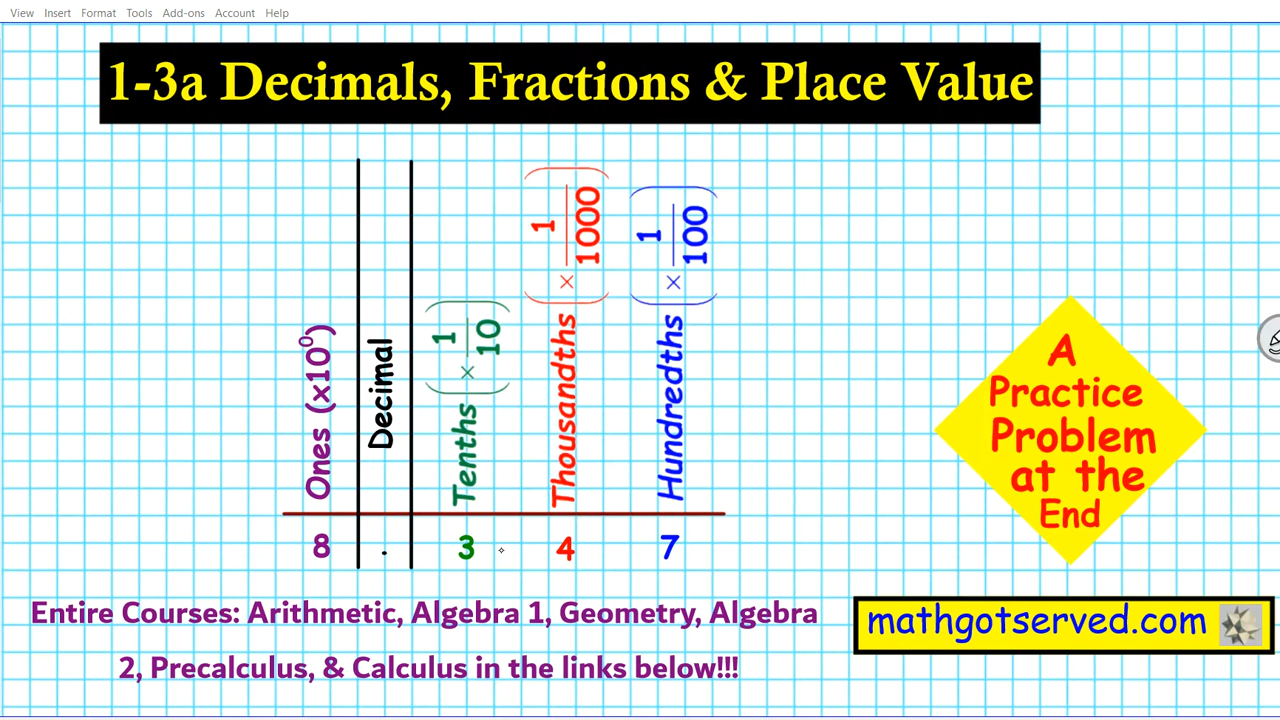 View Insert Format Tools Add-ons Account Help
1-3a Decimals, Fractions & Place Value
Ones (x10⁰)
Decimal
Tenths (× 1/10)
Thousandths (× 1/1000)
Hundredths (× 1/100)
8 . 3 4 7
A
Practice
Problem
at the
End
Entire Courses: Arithmetic, Algebra 1, Geometry, Algebra
2, Precalculus, & Calculus in the links below!!!
mathgotserved.com